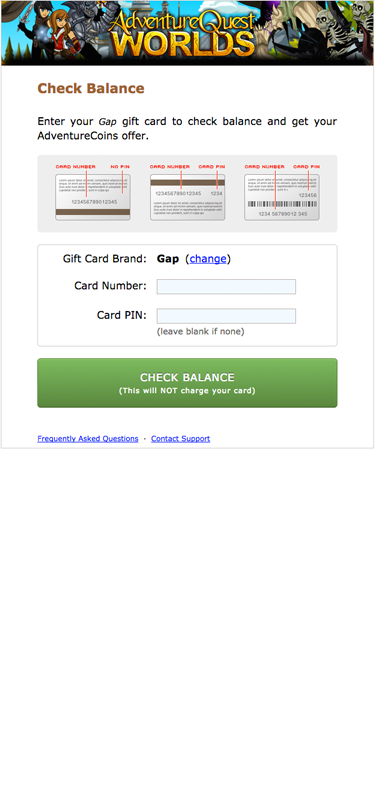 AdventureQuest
WORLDS
Check Balance
Enter your Gap gift card to check balance and get your
AdventureCoins offer.
CARD NUMBER NO PIN
CARD NUMBER CARD PIN
CARD NUMBER CARD PIN
123456789012345
123456789012345 1234
123456
1234 56789012 345
Gift Card Brand: Gap (change)
Card Number:
Card PIN:
(leave blank if none)
CHECK BALANCE
(This will NOT charge your card)
Frequently Asked Questions · Contact Support